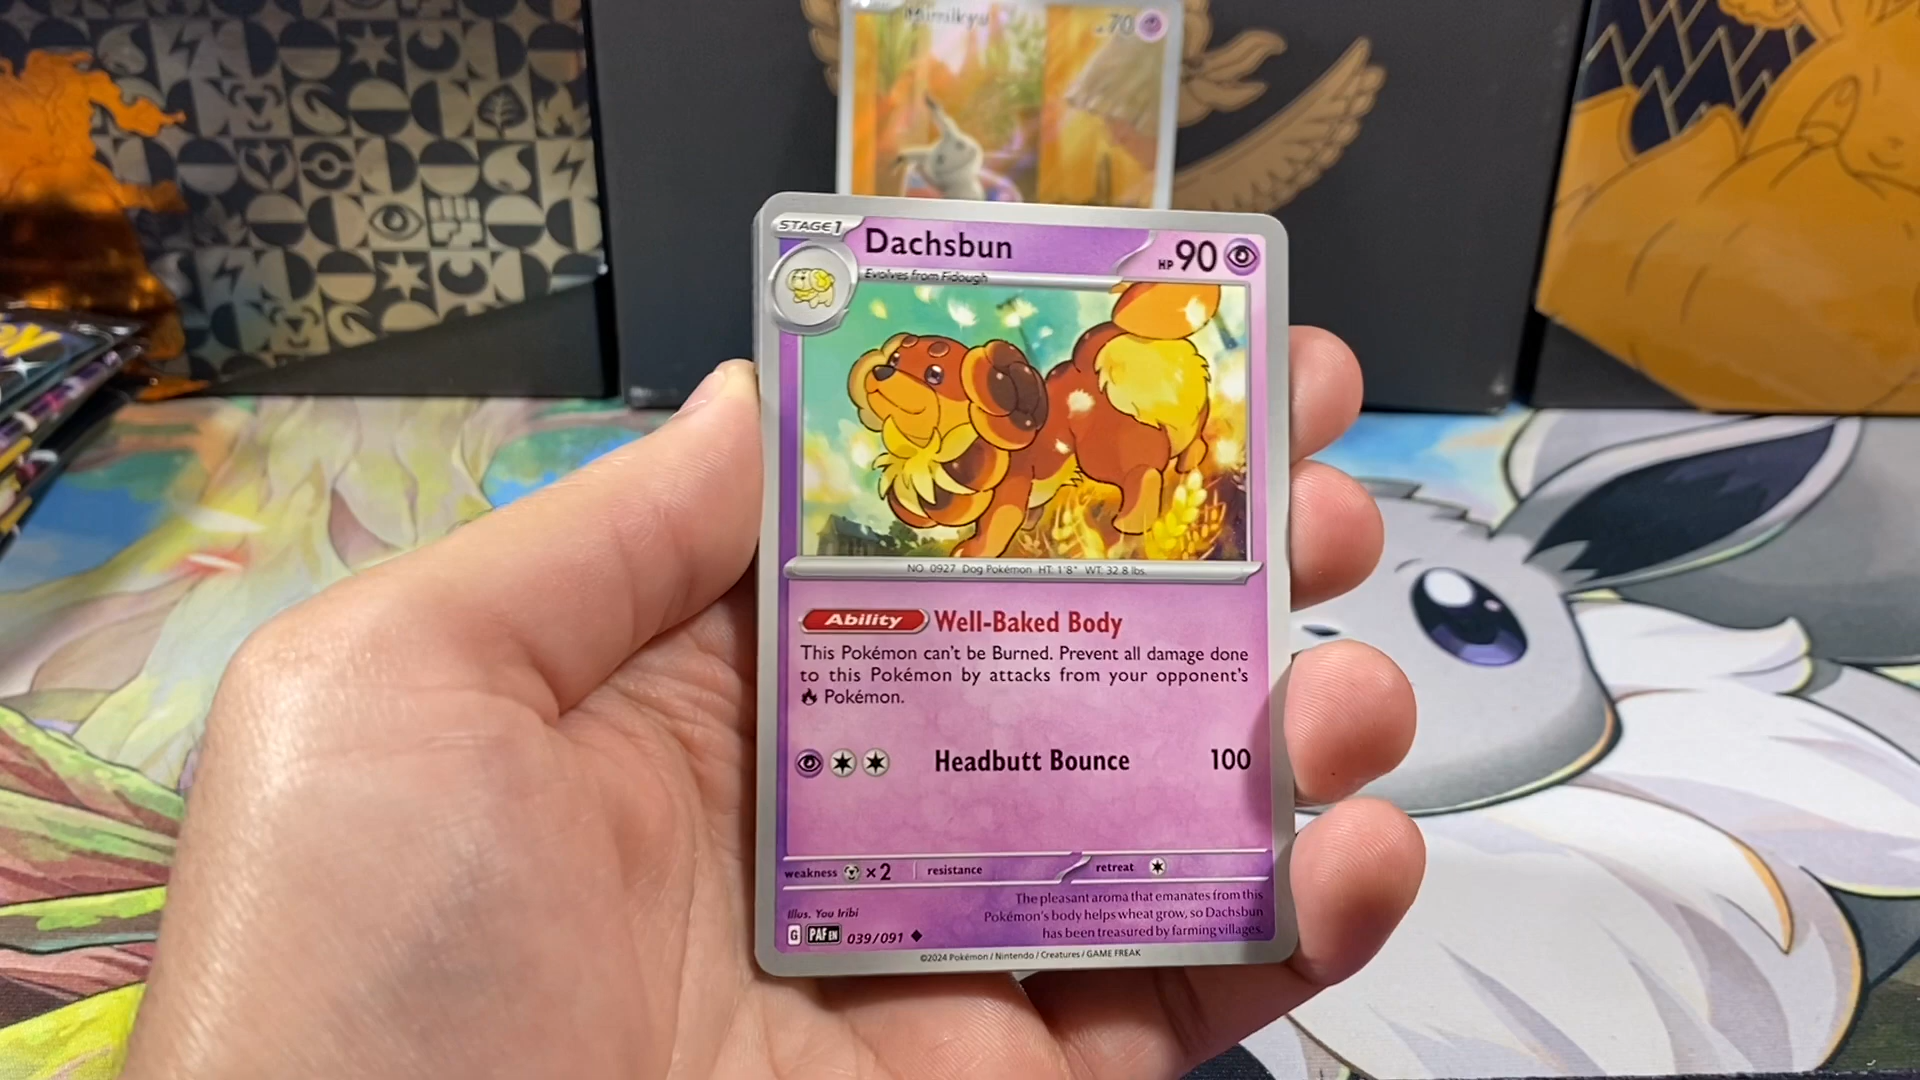 Mimikyu 70
STAGE1 Dachsbun HP 90
Evolves from Fidough
NO. 0927 Dog Pokémon HT: 1'8" WT: 32.8 lbs.
Ability Well-Baked Body
This Pokémon can't be Burned. Prevent all damage done
to this Pokémon by attacks from your opponent's
Pokémon.
Headbutt Bounce 100
weakness ×2 resistance retreat
The pleasant aroma that emanates from this
Pokémon's body helps wheat grow, so Dachsbun
has been treasured by farming villages.
Illus. You Iribi
G PAF EN 039/091
©2024 Pokémon / Nintendo / Creatures / GAME FREAK